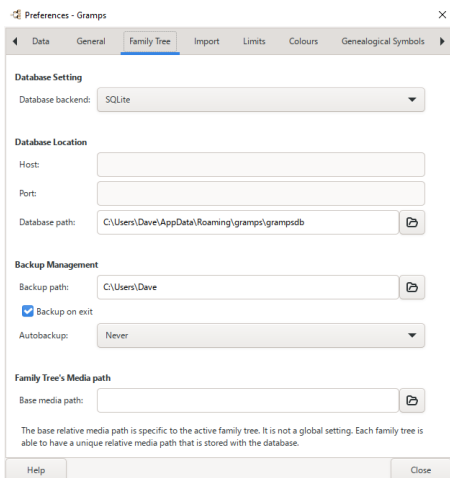 Preferences - Gramps
Data General Family Tree Import Limits Colours Genealogical Symbols
Database Setting
Database backend: SQLite
Database Location
Host:
Port:
Database path: C:\Users\Dave\AppData\Roaming\gramps\grampsdb
Backup Management
Backup path: C:\Users\Dave
Backup on exit
Autobackup: Never
Family Tree's Media path
Base media path:
The base relative media path is specific to the active family tree. It is not a global setting. Each family tree is
able to have a unique relative media path that is stored with the database.
Help Close